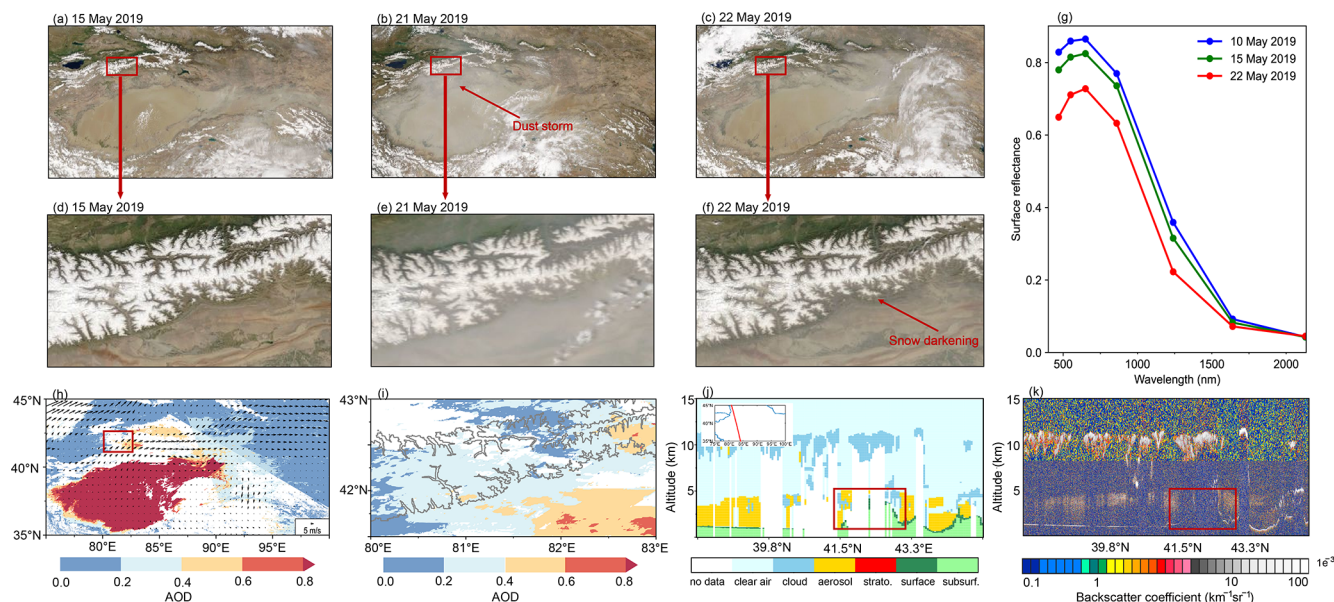 (a) 15 May 2019
(b) 21 May 2019
Dust storm
(c) 22 May 2019
(d) 15 May 2019
(e) 21 May 2019
(f) 22 May 2019
Snow darkening
(g)
10 May 2019
15 May 2019
22 May 2019
Surface reflectance
0.8
0.6
0.4
0.2
0.0
500 1000 1500 2000
Wavelength (nm)
(h)
45°N
40°N
35°N
80°E 85°E 90°E 95°E
5 m/s
0.0 0.2 0.4 0.6 0.8
AOD
(i)
43°N
42°N
80°E 81°E 82°E 83°E
0.0 0.2 0.4 0.6 0.8
AOD
(j)
Altitude (km)
15
10
5
0
39.8°N 41.5°N 43.3°N
no data clear air cloud aerosol strato. surface subsurf.
(k)
Altitude (km)
15
10
5
0
39.8°N 41.5°N 43.3°N
0.1 1 10 100
1e⁻³
Backscatter coefficient (km⁻¹sr⁻¹)